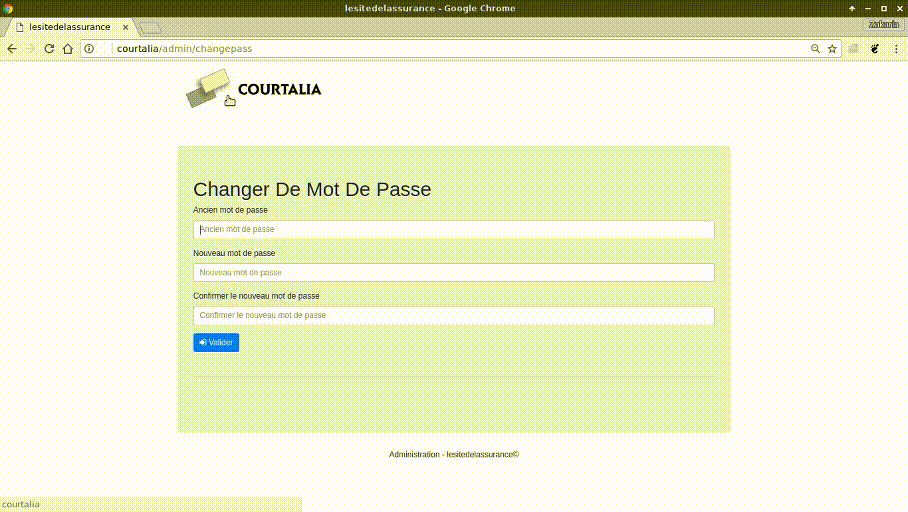 lesitedelassurance - Google Chrome
lesitedelassurance
Zakaria
courtalia/admin/changepass
COURTALIA
Changer De Mot De Passe
Ancien mot de passe
Ancien mot de passe
Nouveau mot de passe
Nouveau mot de passe
Confirmer le nouveau mot de passe
Confirmer le nouveau mot de passe
Valider
Administration - lesitedelassurance©
courtalia